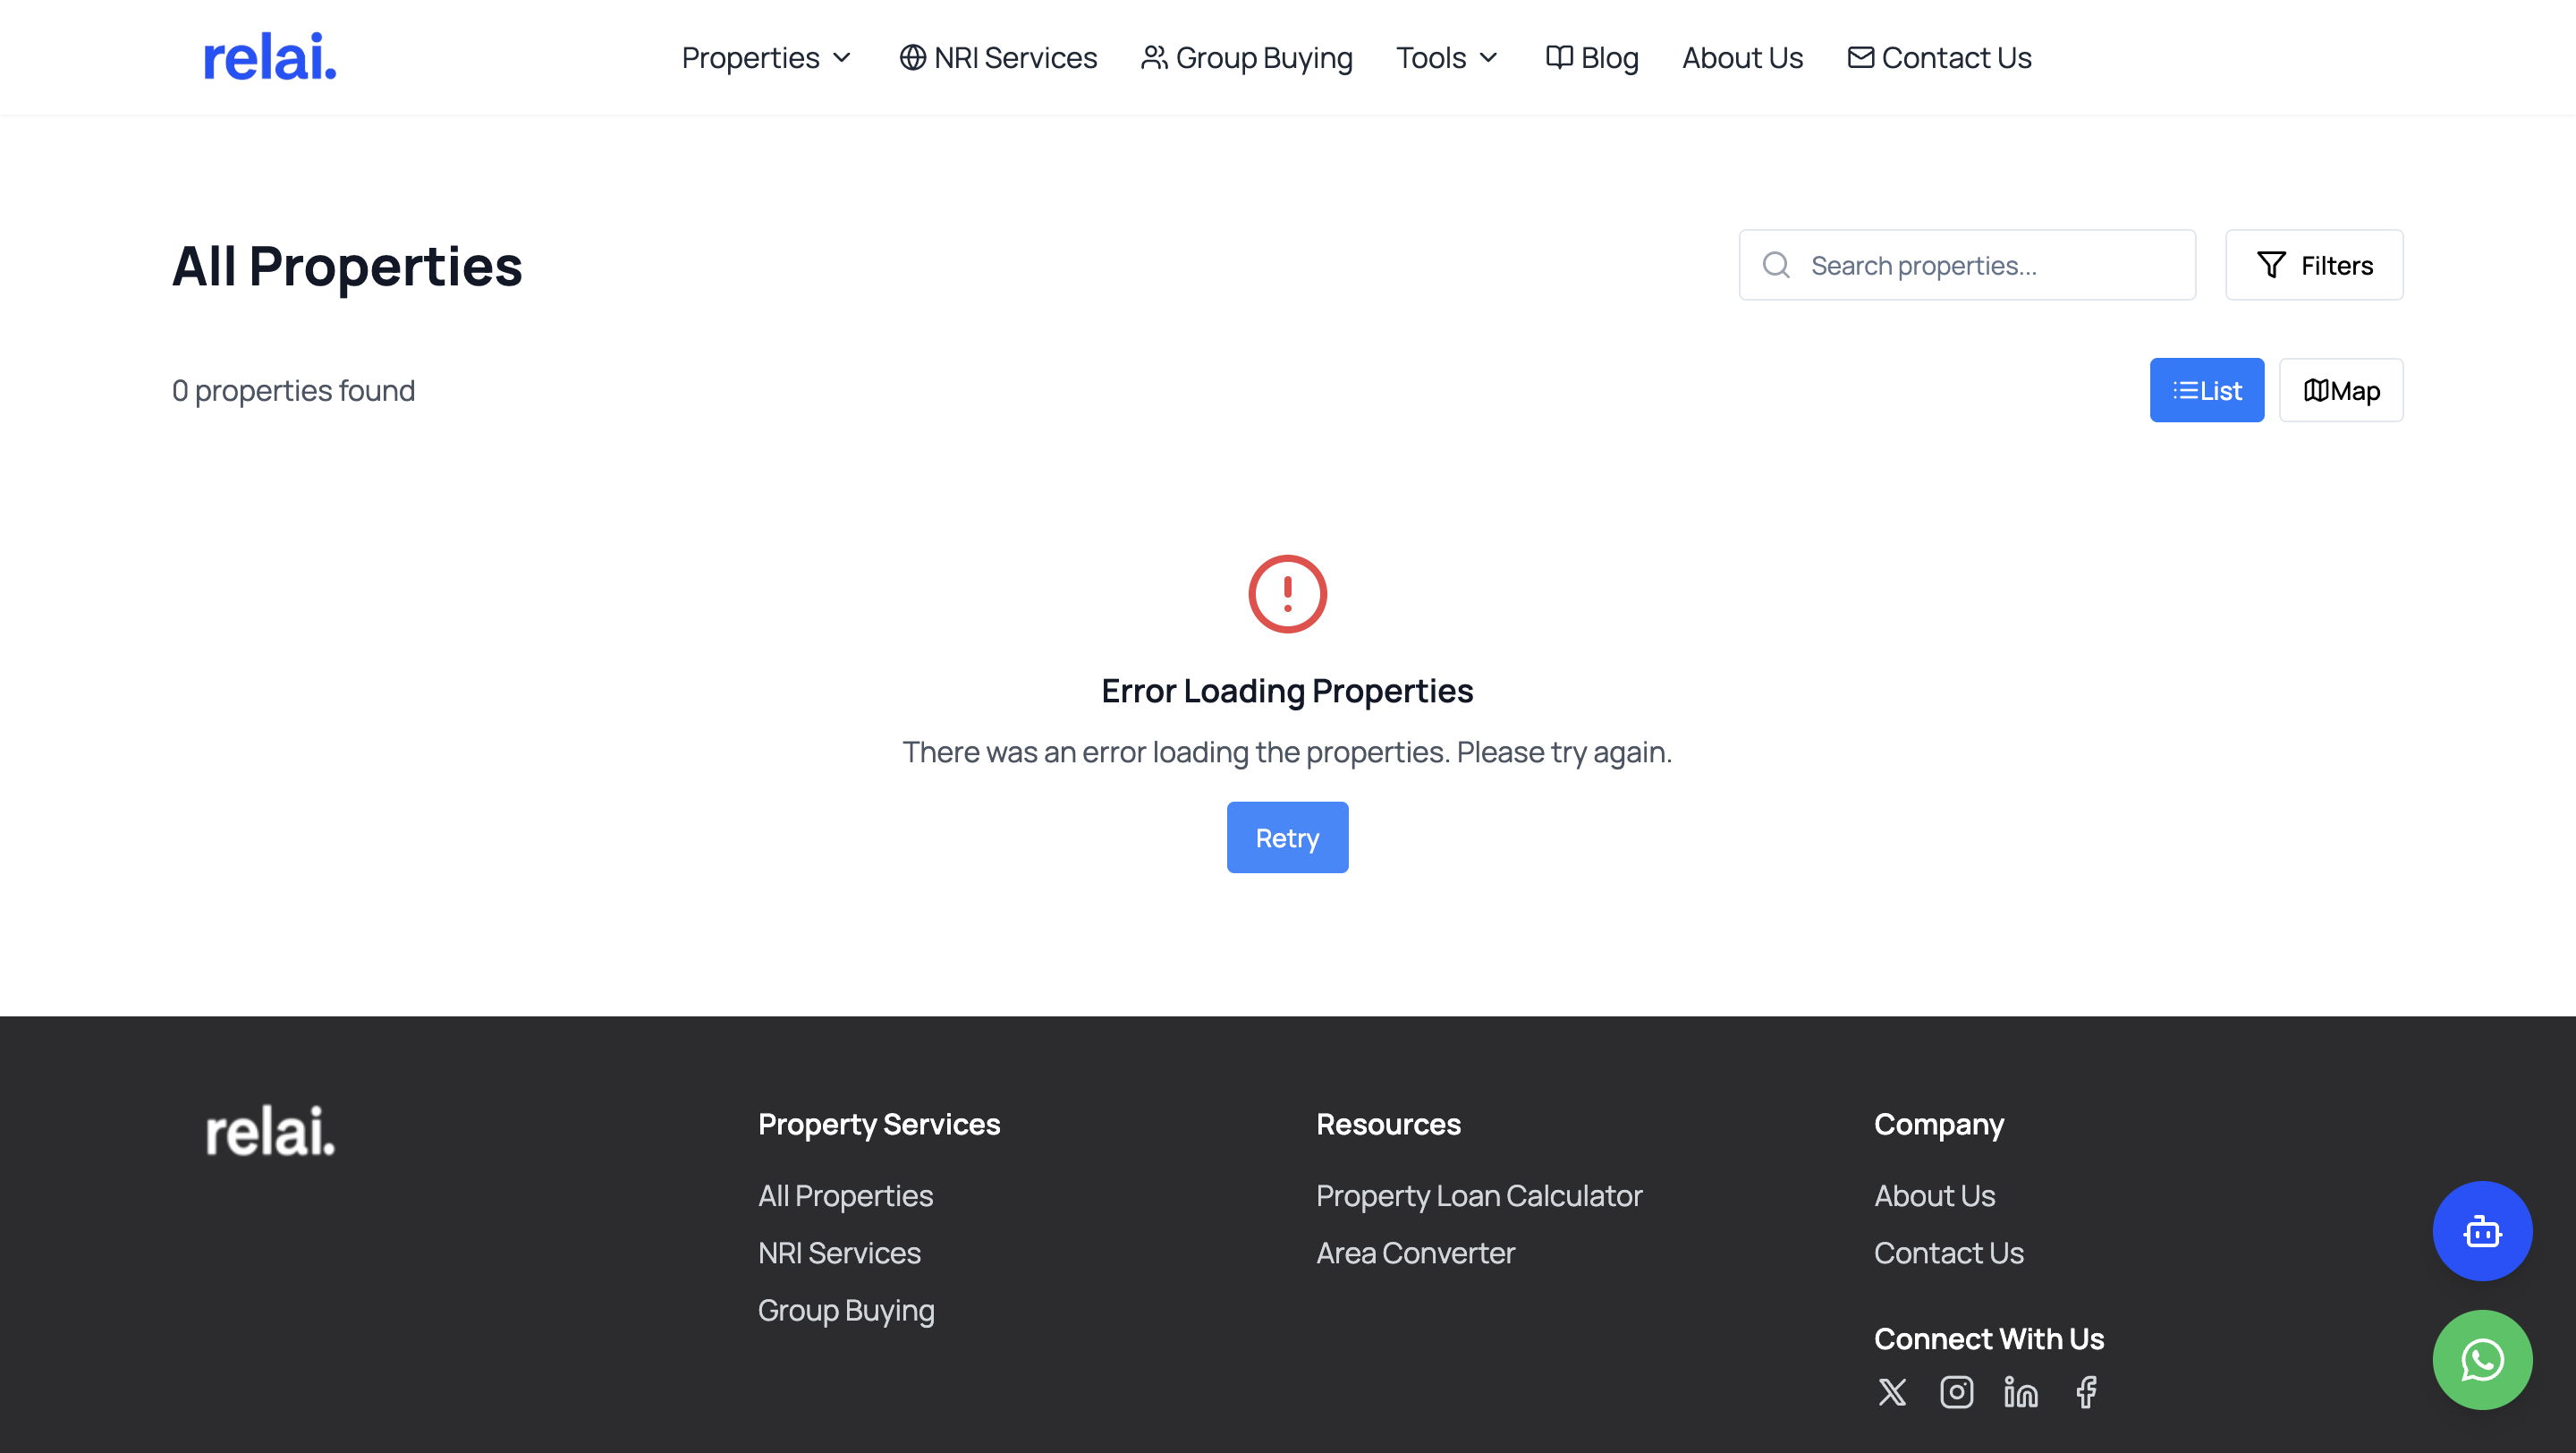 relai.
Properties NRI Services Group Buying Tools Blog About Us Contact Us
All Properties
Search properties...
Filters
0 properties found
List
Map
Error Loading Properties
There was an error loading the properties. Please try again.
Retry
relai.
Property Services
All Properties
NRI Services
Group Buying
Resources
Property Loan Calculator
Area Converter
Company
About Us
Contact Us
Connect With Us